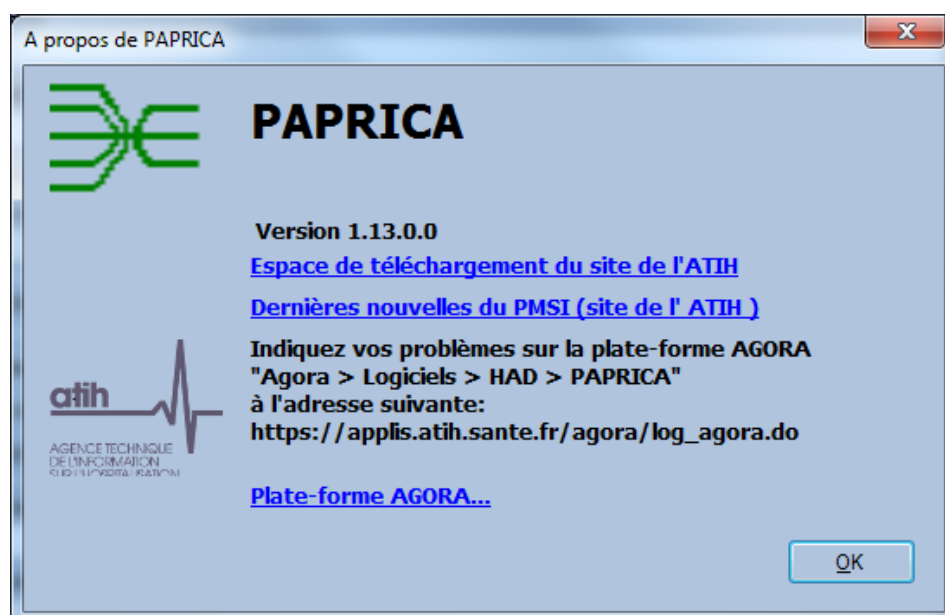 A propos de PAPRICA
PAPRICA
Version 1.13.0.0
Espace de téléchargement du site de l'ATIH
Dernières nouvelles du PMSI (site de l' ATIH )
Indiquez vos problèmes sur la plate-forme AGORA
"Agora > Logiciels > HAD > PAPRICA"
à l'adresse suivante:
https://applis.atih.sante.fr/agora/log_agora.do
atih
AGENCE TECHNIQUE
DE L'INFORMATION
SUR L'HOSPITALISATION
Plate-forme AGORA...
OK